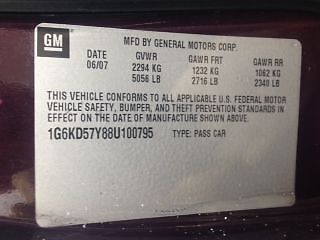 GM
MFD BY GENERAL MOTORS CORP.
DATE GVWR GAWR FRT GAWR RR
06/07 2294 KG 1232 KG 1062 KG
5056 LB 2716 LB 2340 LB
THIS VEHICLE CONFORMS TO ALL APPLICABLE U.S. FEDERAL MOTOR
VEHICLE SAFETY, BUMPER, AND THEFT PREVENTION STANDARDS IN
EFFECT ON THE DATE OF MANUFACTURE SHOWN ABOVE.
1G6KD57Y88U100795 TYPE: PASS CAR